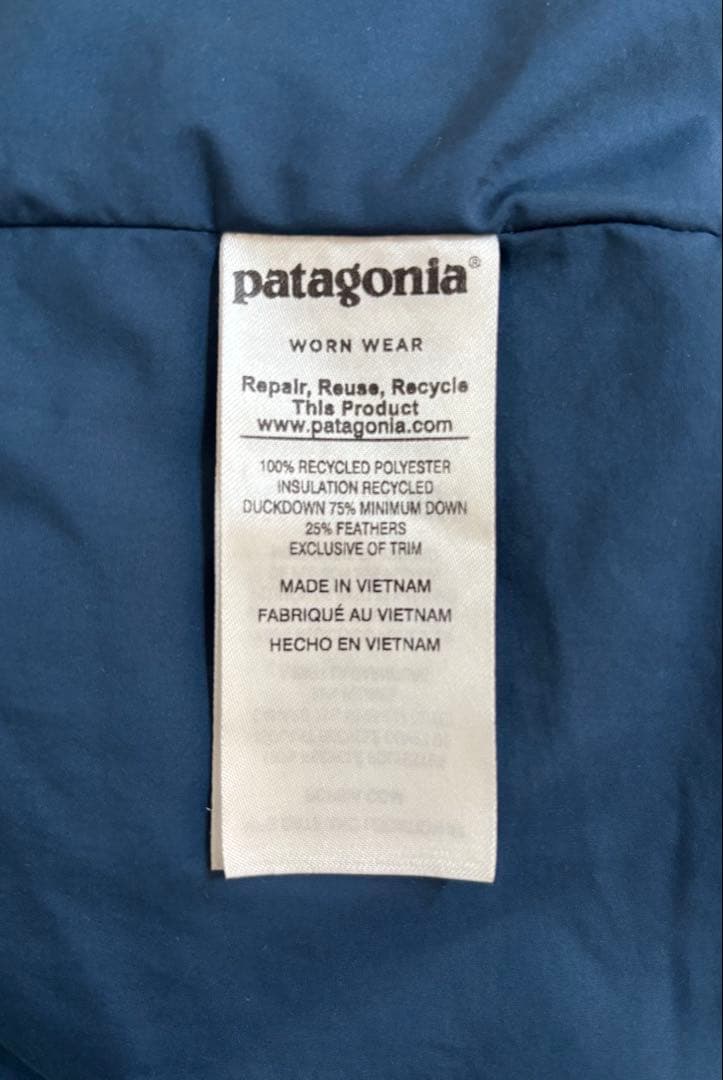 patagonia®
WORN WEAR
Repair, Reuse, Recycle
This Product
www.patagonia.com
100% RECYCLED POLYESTER
INSULATION RECYCLED
DUCKDOWN 75% MINIMUM DOWN
25% FEATHERS
EXCLUSIVE OF TRIM
MADE IN VIETNAM
FABRIQUÉ AU VIETNAM
HECHO EN VIETNAM